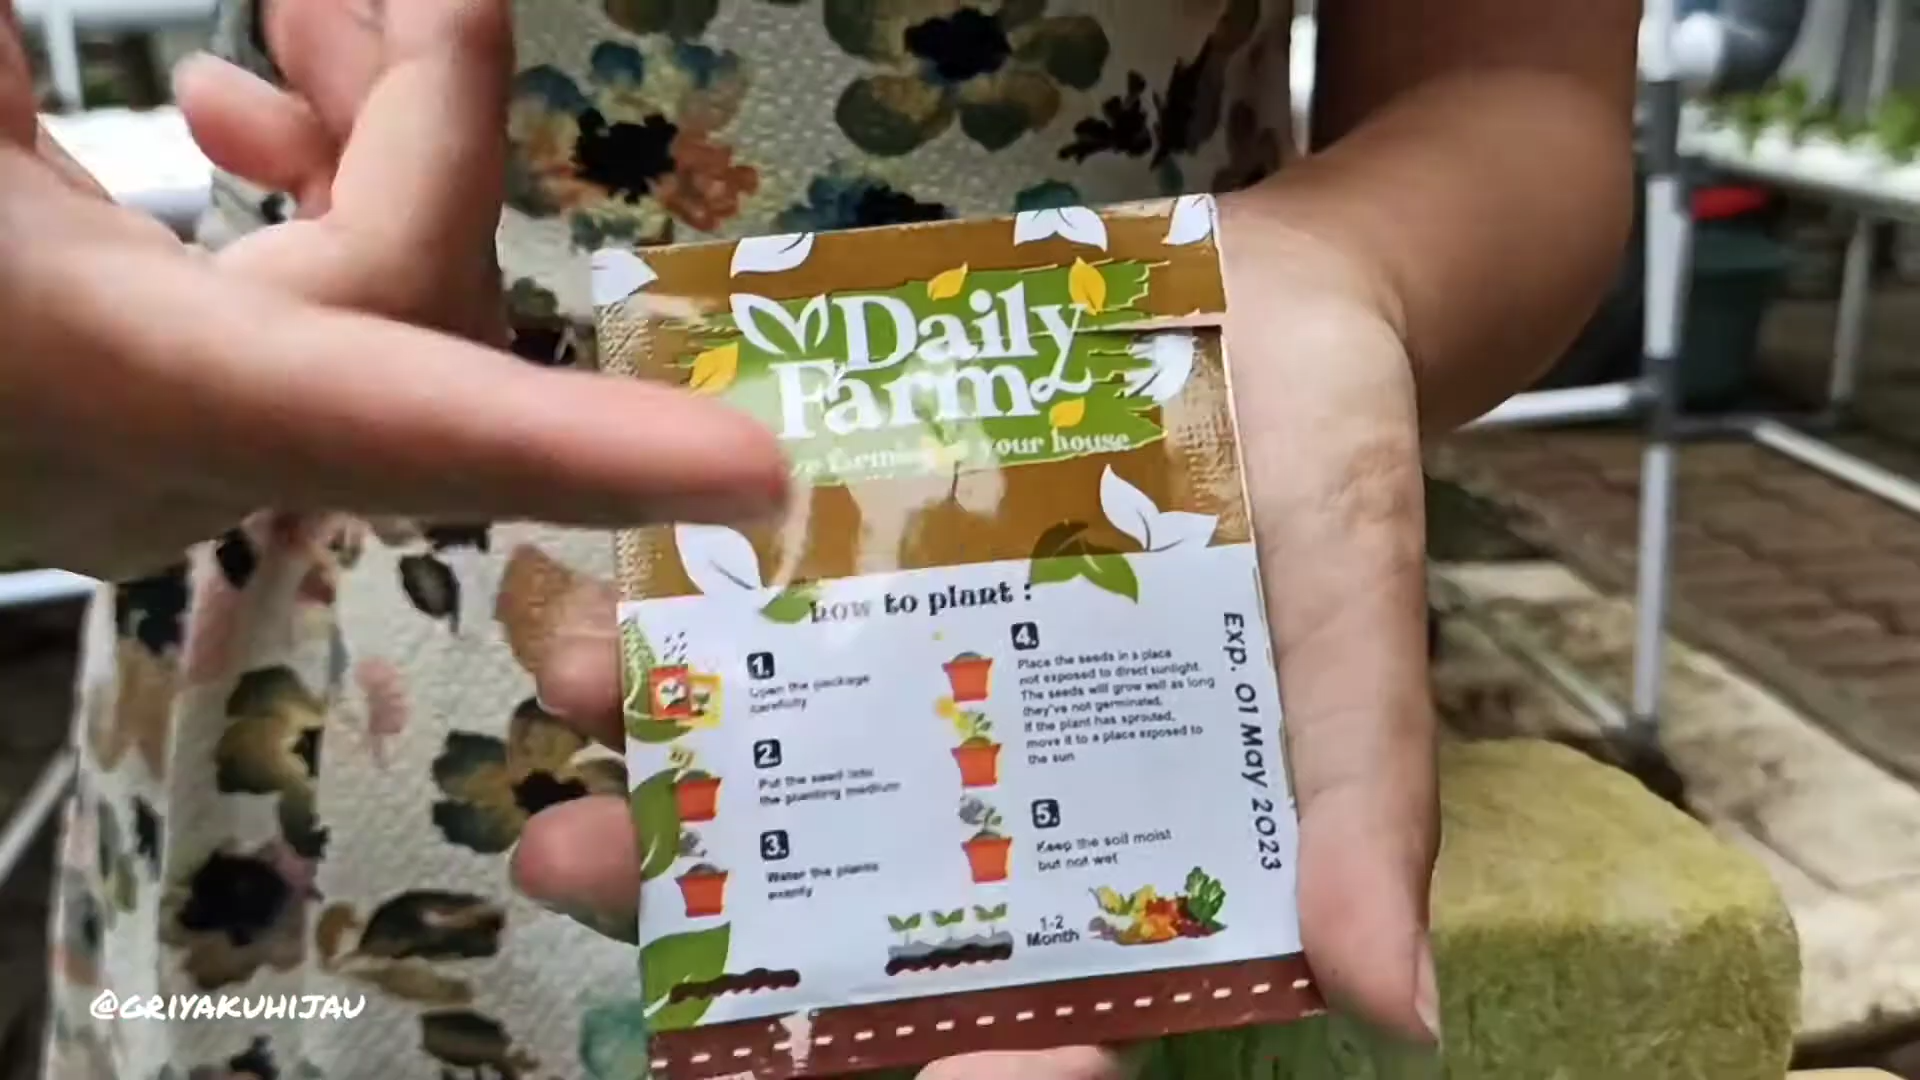 Daily
Farm
your house
how to plant :
1.
Open the package
carefully
2.
Put the seed into
the planting medium
3.
Water the plants
evenly
4.
Place the seeds in a place
not exposed to direct sunlight.
The seeds will grow well as long
they've not germinated,
if the plant has sprouted,
move it to a place exposed to
the sun
5.
Keep the soil moist
but not wet
1-2
Month
Exp. 01 May 2023
@GRIYAKUHIJAU